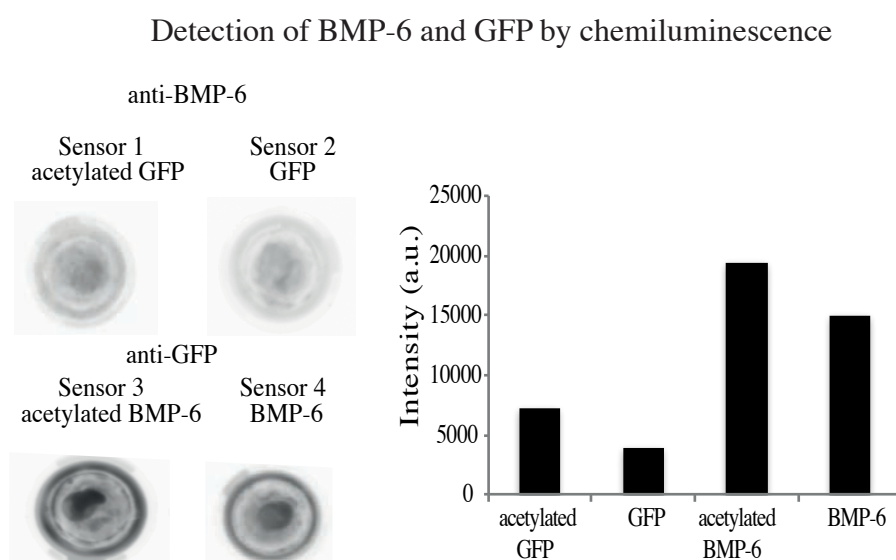 Detection of BMP-6 and GFP by chemiluminescence
anti-BMP-6
Sensor 1
acetylated GFP
Sensor 2
GFP
anti-GFP
Sensor 3
acetylated BMP-6
Sensor 4
BMP-6
Intensity (a.u.)
25000
20000
15000
10000
5000
0
acetylated
GFP
GFP
acetylated
BMP-6
BMP-6